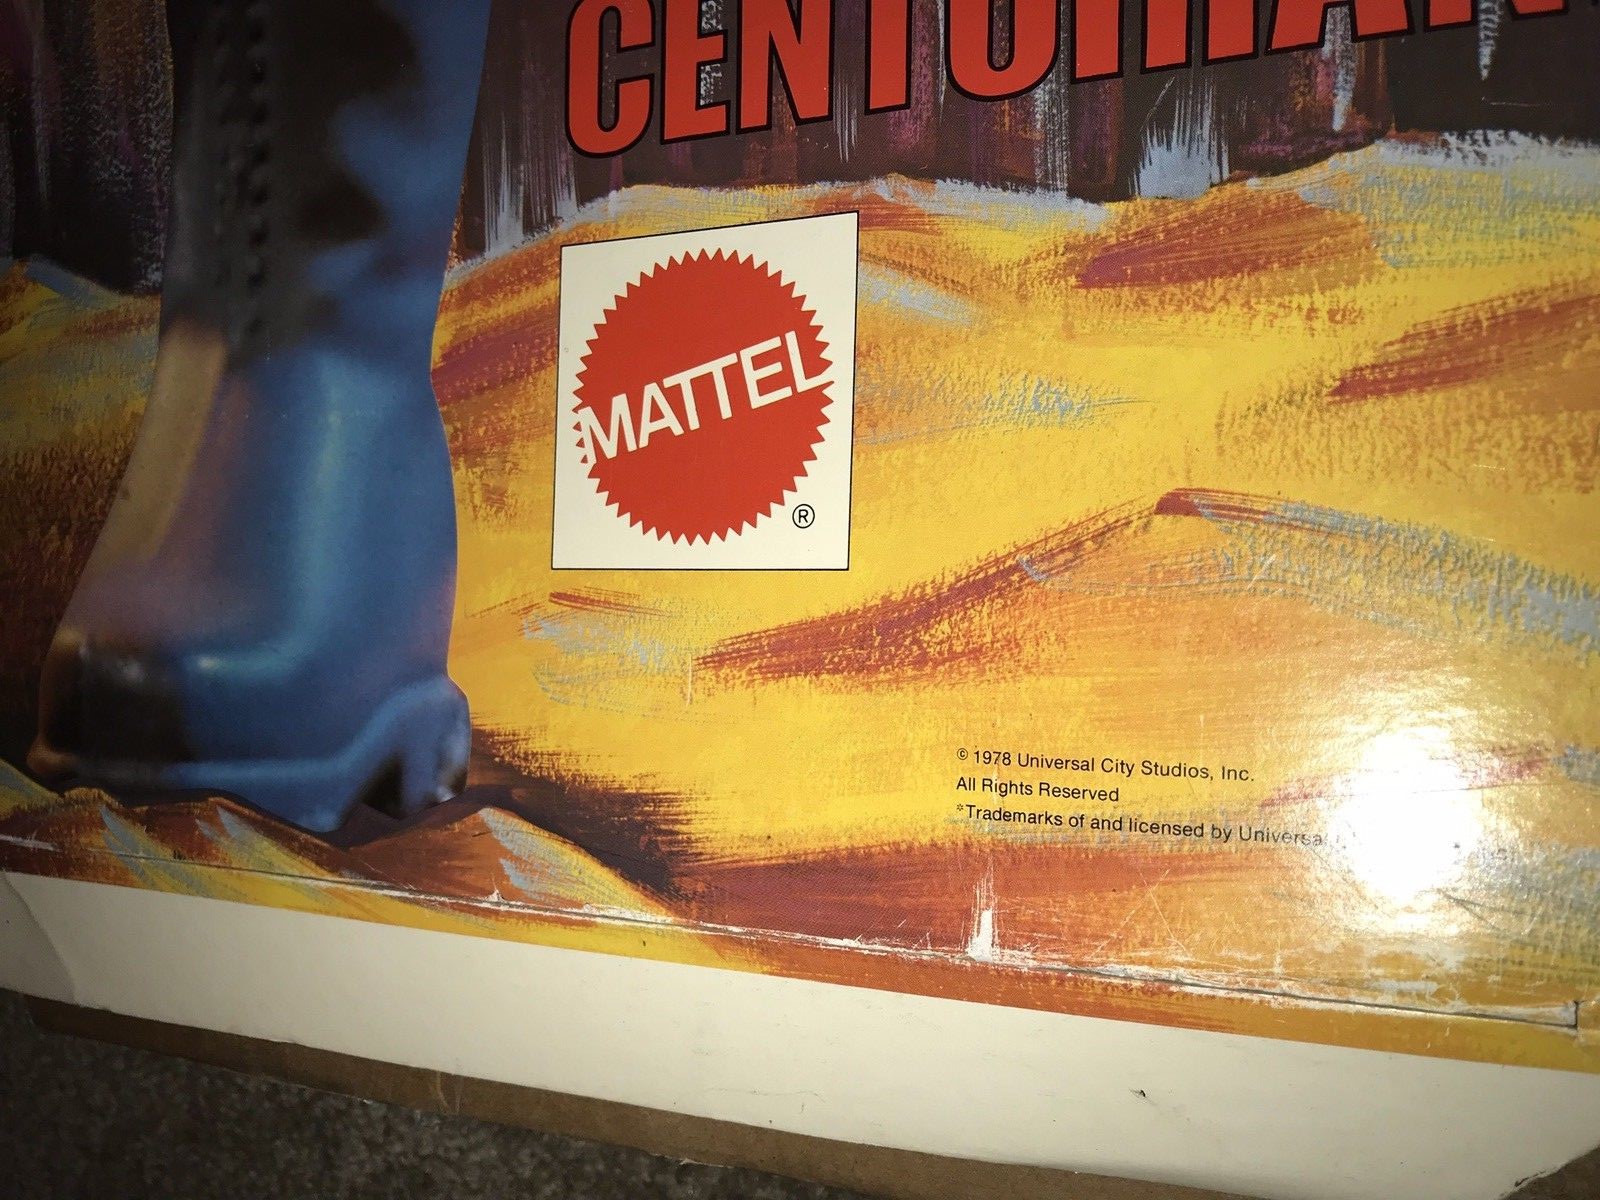 MATTEL
®
© 1978 Universal City Studios, Inc.
All Rights Reserved
*Trademarks of and licensed by